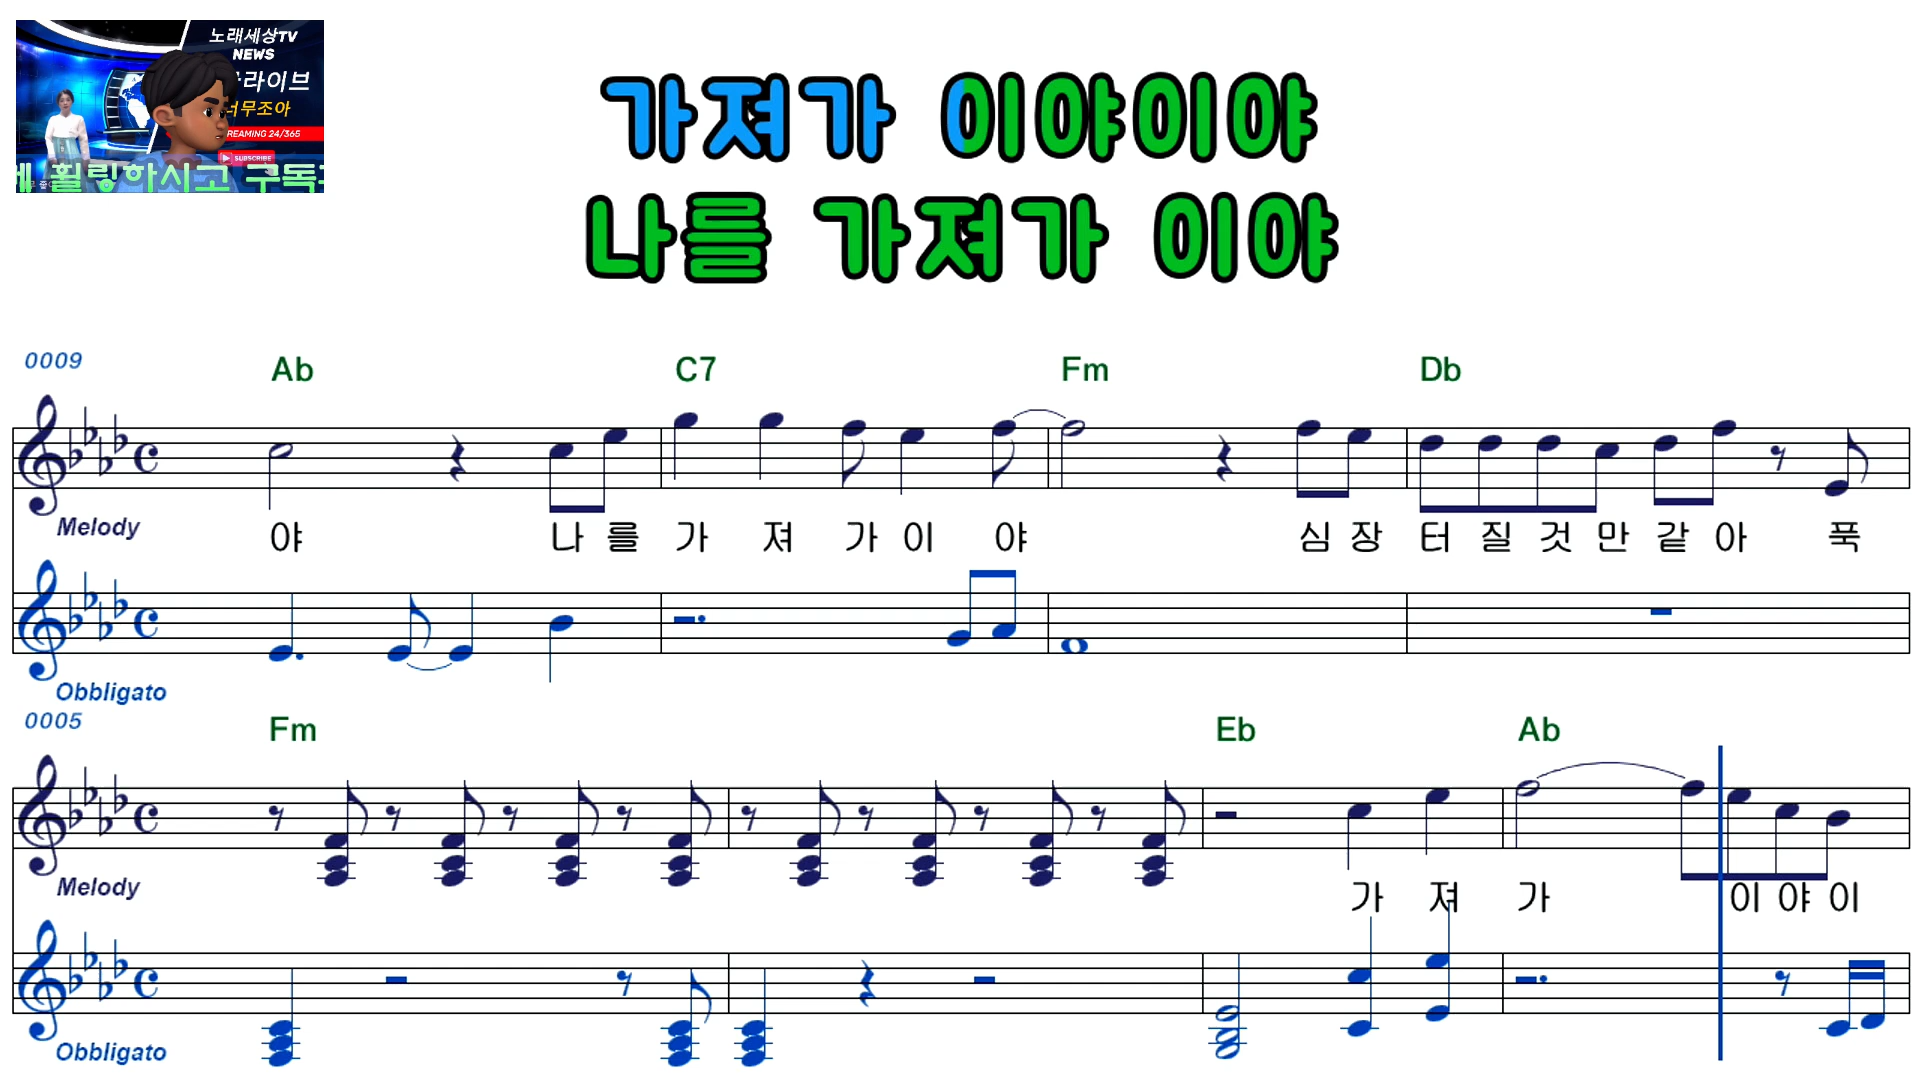 노래세상TV
NEWS
라이브
너무조아
REAMING 24/365
SUBSCRIBE
휠링하시고 구독
가져가 이야이야
나를 가져가 이야
0009
Ab C7 Fm Db
Melody
야 나 를 가 져 가 이 야 심 장 터 질 것 만 같 아 푹
Obbligato
0005
Fm Eb Ab
Melody
가 져 가 이 야 이
Obbligato